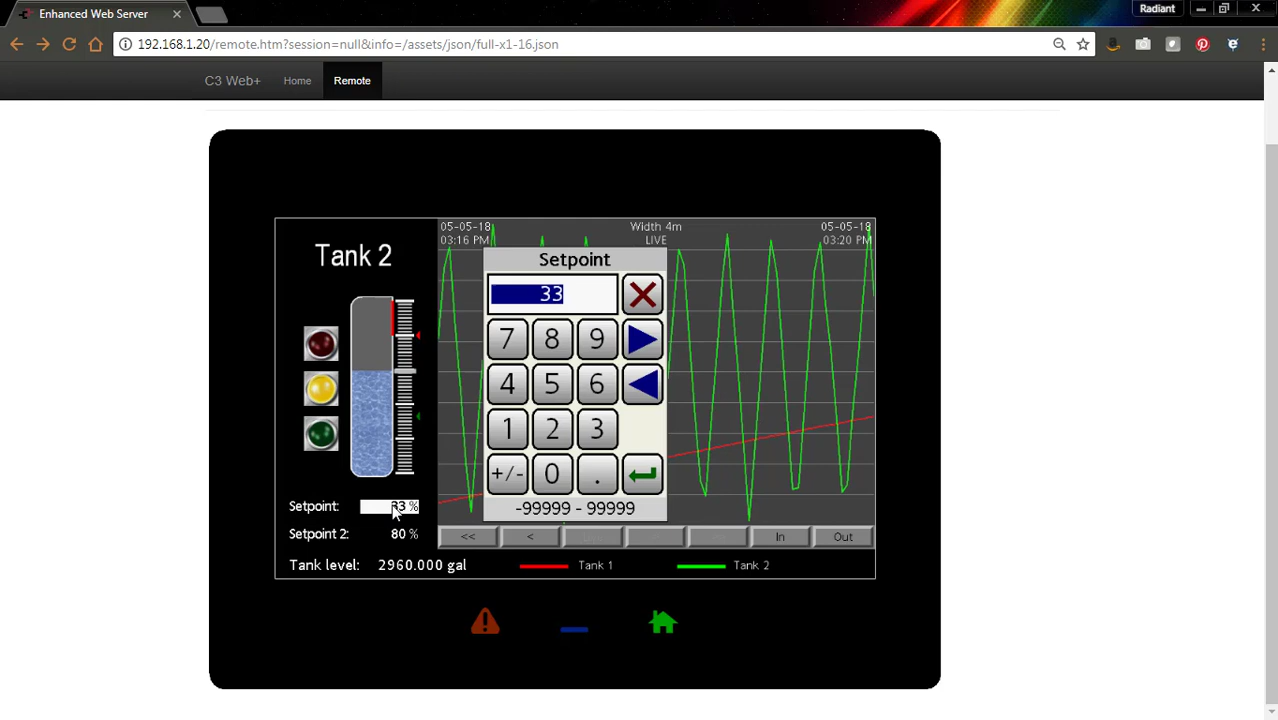 Enhanced Web Server
Radiant
192.168.1.20/remote.htm?session=null&info=/assets/json/full-x1-16.json
C3 Web+ Home Remote
Tank 2
05-05-18 Width 4m 05-05-18
03:16 PM LIVE 03:20 PM
Setpoint
33
7 8 9
4 5 6
1 2 3
+/- 0 .
-99999 - 99999
Setpoint: 33 %
Setpoint 2: 80 %
<< < In Out
Tank level: 2960.000 gal Tank 1 Tank 2